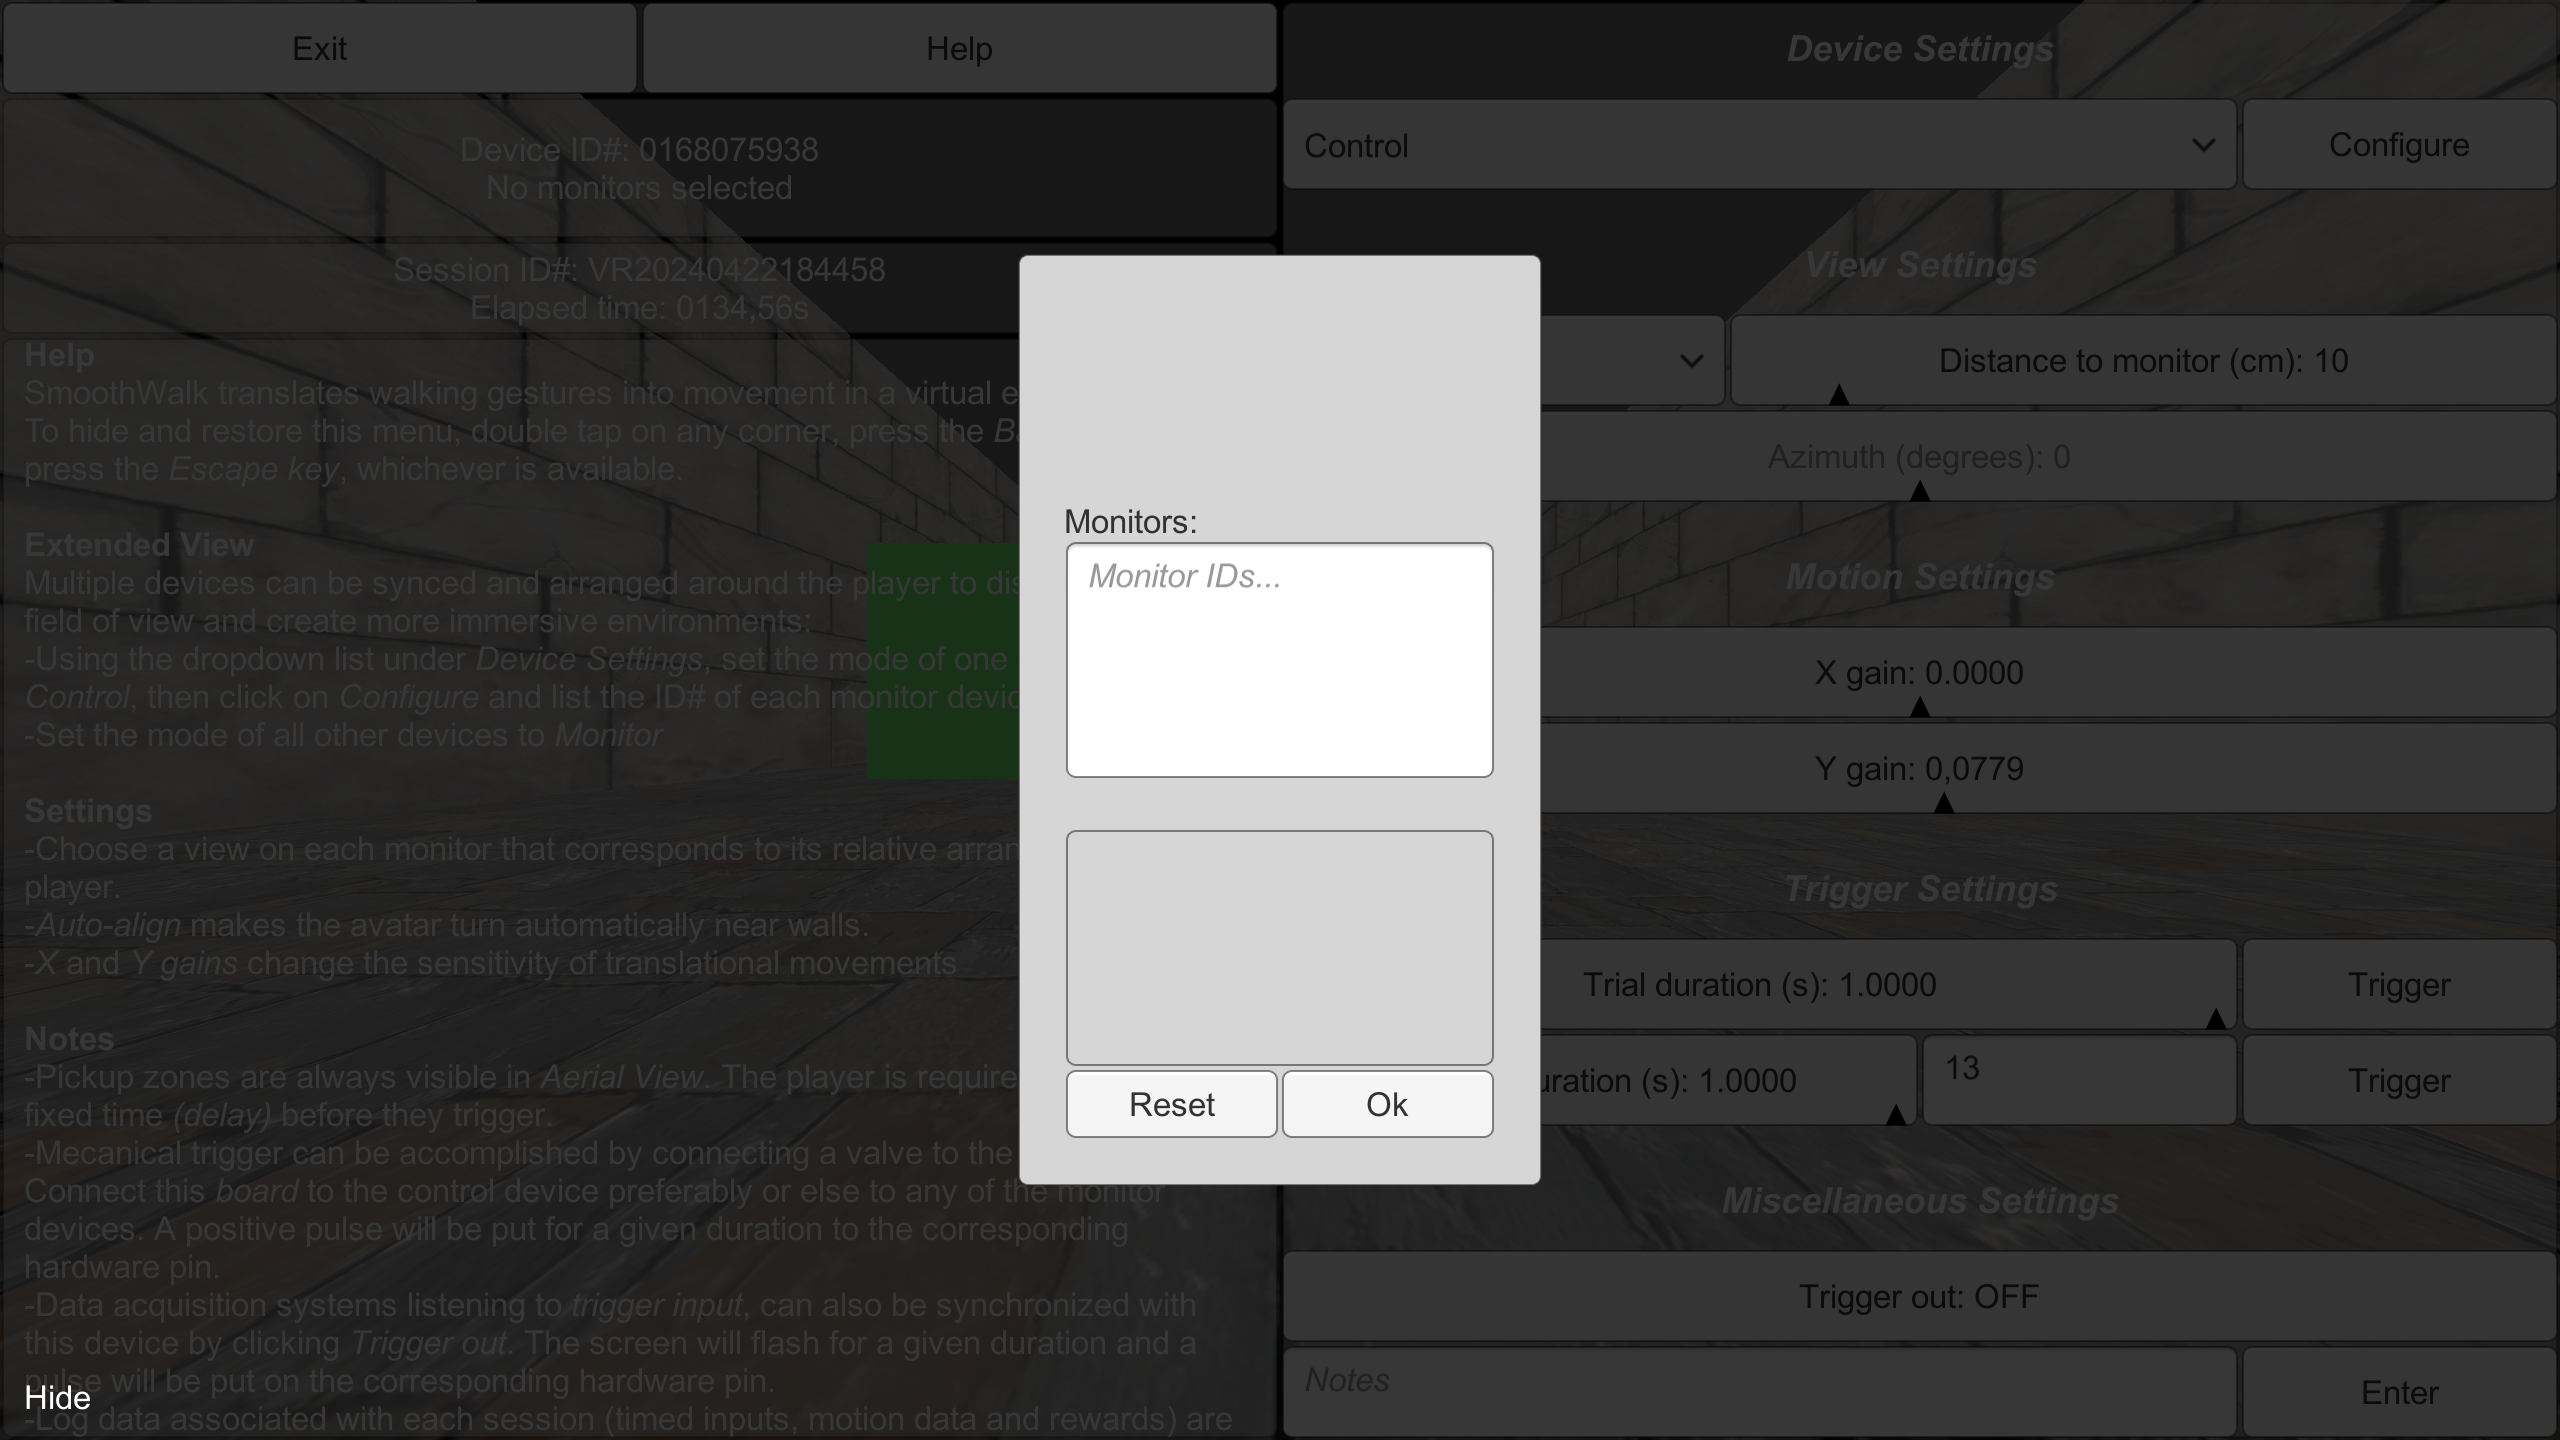 Exit
Help
Device ID#: 0168075938
No monitors selected
Session ID#: VR20240422184458
Elapsed time: 0134,56s
Help
SmoothWalk translates walking gestures into movement in a virtual
To hide and restore this menu, double tap on any corner, press the
press the Escape key, whichever is available.
Extended View
Multiple devices can be synced and arranged around the player to
field of view and create more immersive environments:
-Using the dropdown list under Device Settings, set the mode of one
Control, then click on Configure and list the ID# of each monitor
-Set the mode of all other devices to Monitor
Settings
-Choose a view on each monitor that corresponds to its relative
player.
-Auto-align makes the avatar turn automatically near walls.
-X and Y gains change the sensitivity of translational movements
Notes
-Pickup zones are always visible in Aerial View. The player is
fixed time (delay) before they trigger.
-Mecanical trigger can be accomplished by connecting a valve to the
Connect this board to the control device preferably or else to any of the monitor
devices. A positive pulse will be put for a given duration to the corresponding
hardware pin.
-Data acquisition systems listening to trigger input, can also be synchronized with
this device by clicking Trigger out. The screen will flash for a given duration and a
pulse will be put on the corresponding hardware pin.
Hide
-Log data associated with each session (timed inputs, motion data and rewards) are
Monitors:
Monitor IDs...
Reset
Ok
Device Settings
Control
Configure
View Settings
Distance to monitor (cm): 10
Azimuth (degrees): 0
Motion Settings
X gain: 0.0000
Y gain: 0,0779
Trigger Settings
Trial duration (s): 1.0000
Trigger
(s): 1.0000
13
Trigger
Miscellaneous Settings
Trigger out: OFF
Notes
Enter